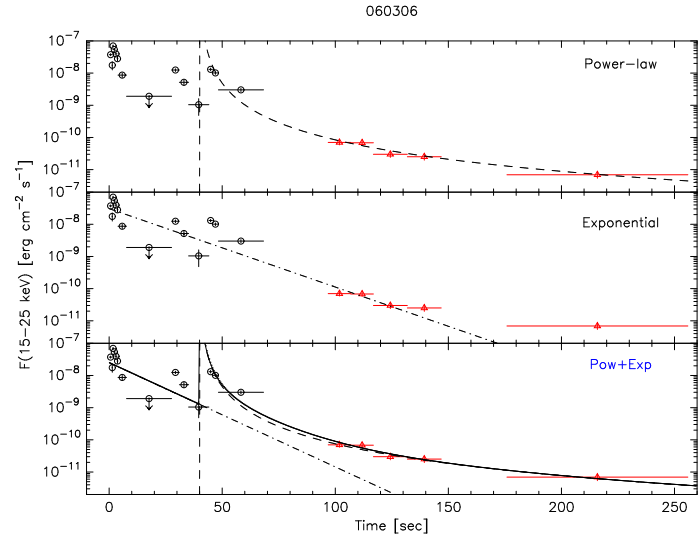 060306
10⁻⁷
Power-law
10⁻⁸
10⁻⁹
10⁻¹⁰
10⁻¹¹
10⁻⁷
Exponential
10⁻⁸
10⁻⁹
10⁻¹⁰
10⁻¹¹
10⁻⁷
Pow+Exp
10⁻⁸
10⁻⁹
10⁻¹⁰
10⁻¹¹
F(15-25 keV) [erg cm⁻² s⁻¹]
0 50 100 150 200 250
Time [sec]